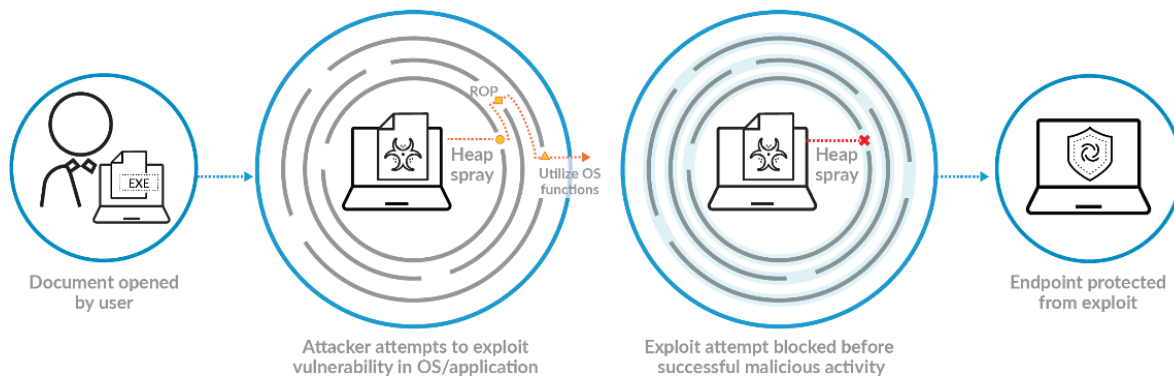 EXE
Document opened
by user
ROP
Heap
spray
Utilize OS
functions
Attacker attempts to exploit
vulnerability in OS/application
Heap
spray
Exploit attempt blocked before
successful malicious activity
Endpoint protected
from exploit